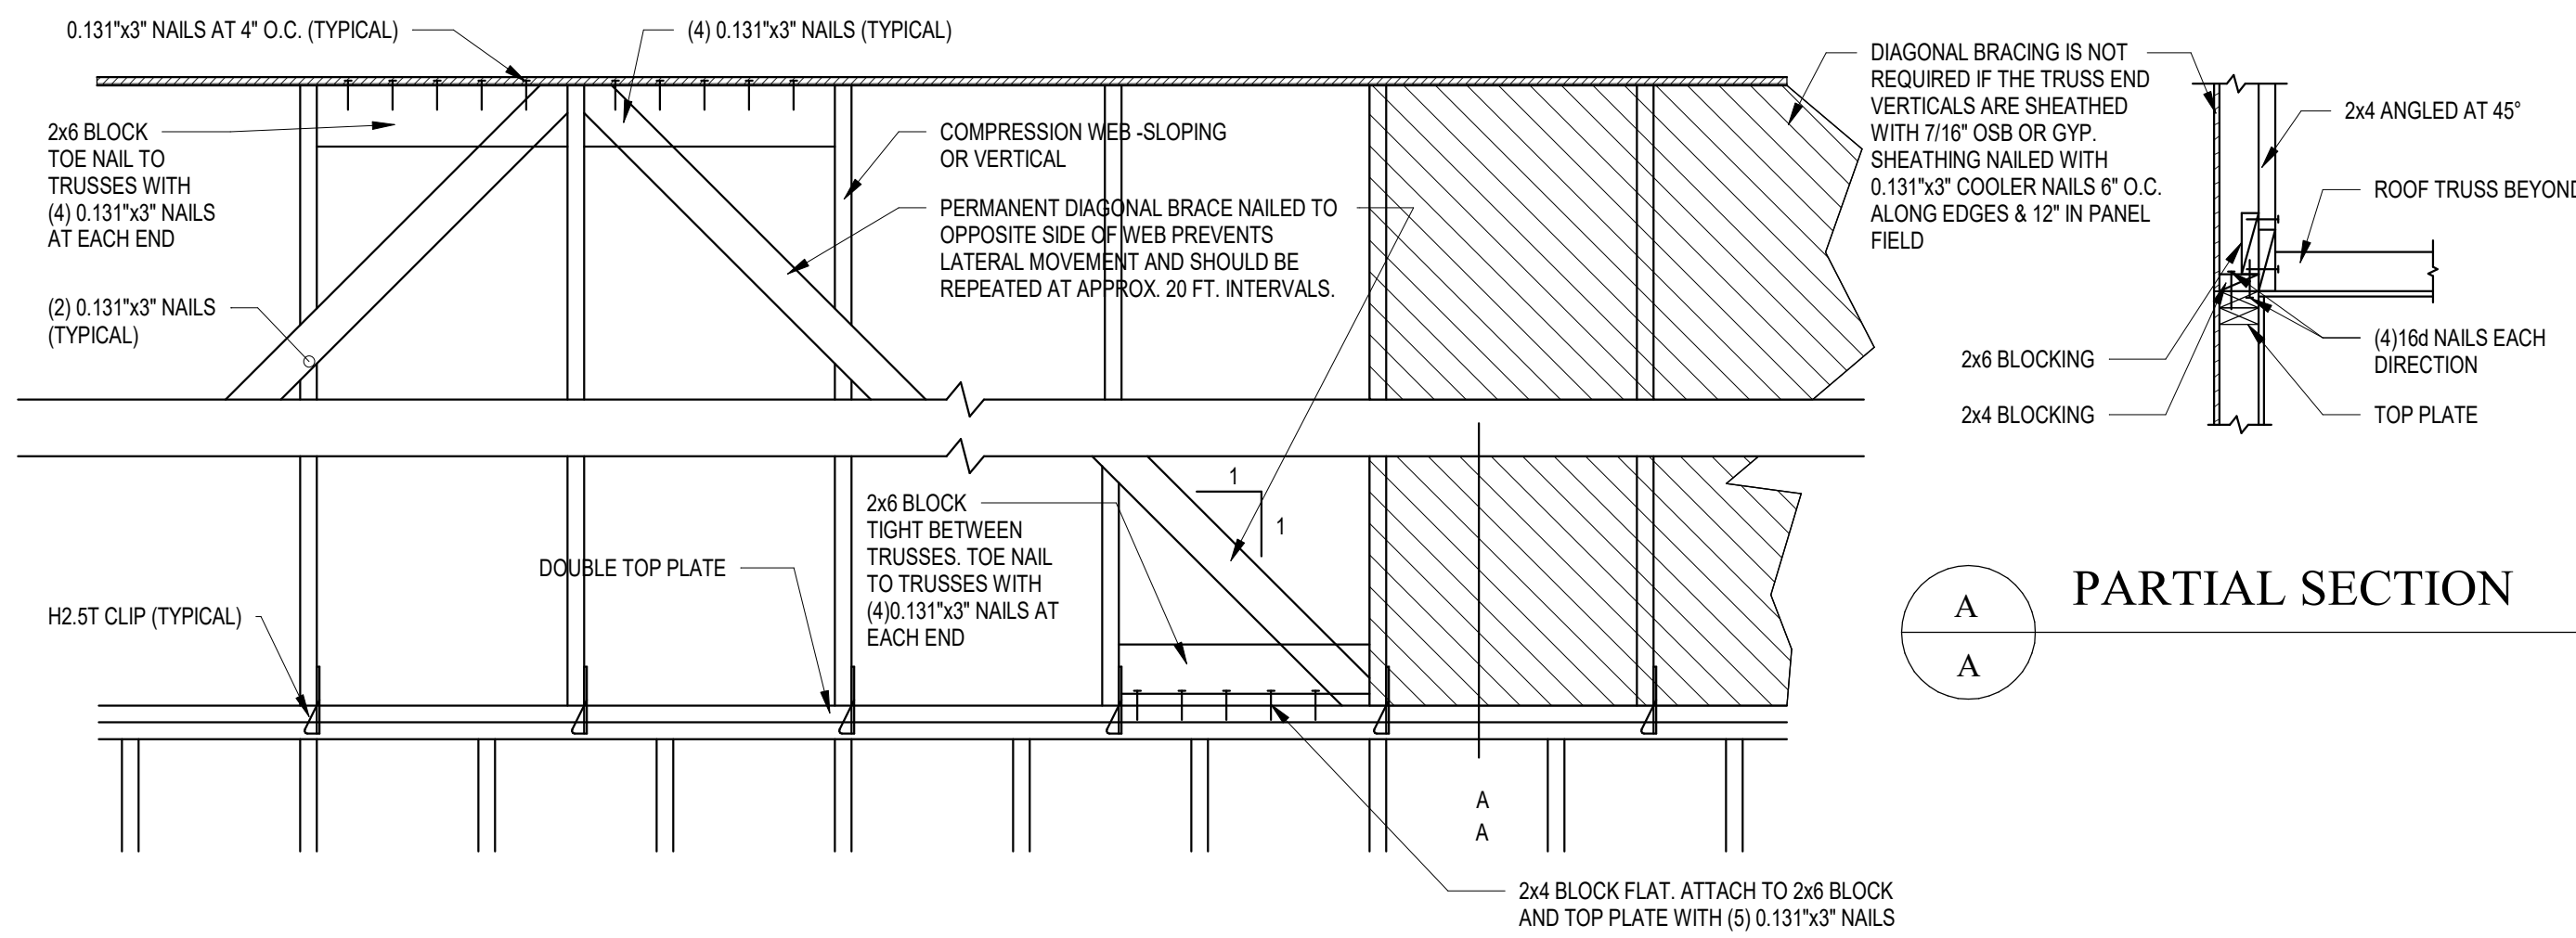 0.131"x3" NAILS AT 4" O.C. (TYPICAL)
(4) 0.131"x3" NAILS (TYPICAL)
2x6 BLOCK
TOE NAIL TO
TRUSSES WITH
(4) 0.131"x3" NAILS
AT EACH END
(2) 0.131"x3" NAILS
(TYPICAL)
COMPRESSION WEB -SLOPING
OR VERTICAL
PERMANENT DIAGONAL BRACE NAILED TO
OPPOSITE SIDE OF WEB PREVENTS
LATERAL MOVEMENT AND SHOULD BE
REPEATED AT APPROX. 20 FT. INTERVALS.
DIAGONAL BRACING IS NOT
REQUIRED IF THE TRUSS END
VERTICALS ARE SHEATHED
WITH 7/16" OSB OR GYP.
SHEATHING NAILED WITH
0.131"x3" COOLER NAILS 6" O.C.
ALONG EDGES & 12" IN PANEL
FIELD
2x4 ANGLED AT 45°
ROOF TRUSS BEYOND
(4)16d NAILS EACH
DIRECTION
2x6 BLOCKING
2x4 BLOCKING
TOP PLATE
1
1
2x6 BLOCK
TIGHT BETWEEN
TRUSSES. TOE NAIL
TO TRUSSES WITH
(4)0.131"x3" NAILS AT
EACH END
DOUBLE TOP PLATE
H2.5T CLIP (TYPICAL)
A
A
PARTIAL SECTION
A
A
2x4 BLOCK FLAT. ATTACH TO 2x6 BLOCK
AND TOP PLATE WITH (5) 0.131"x3" NAILS